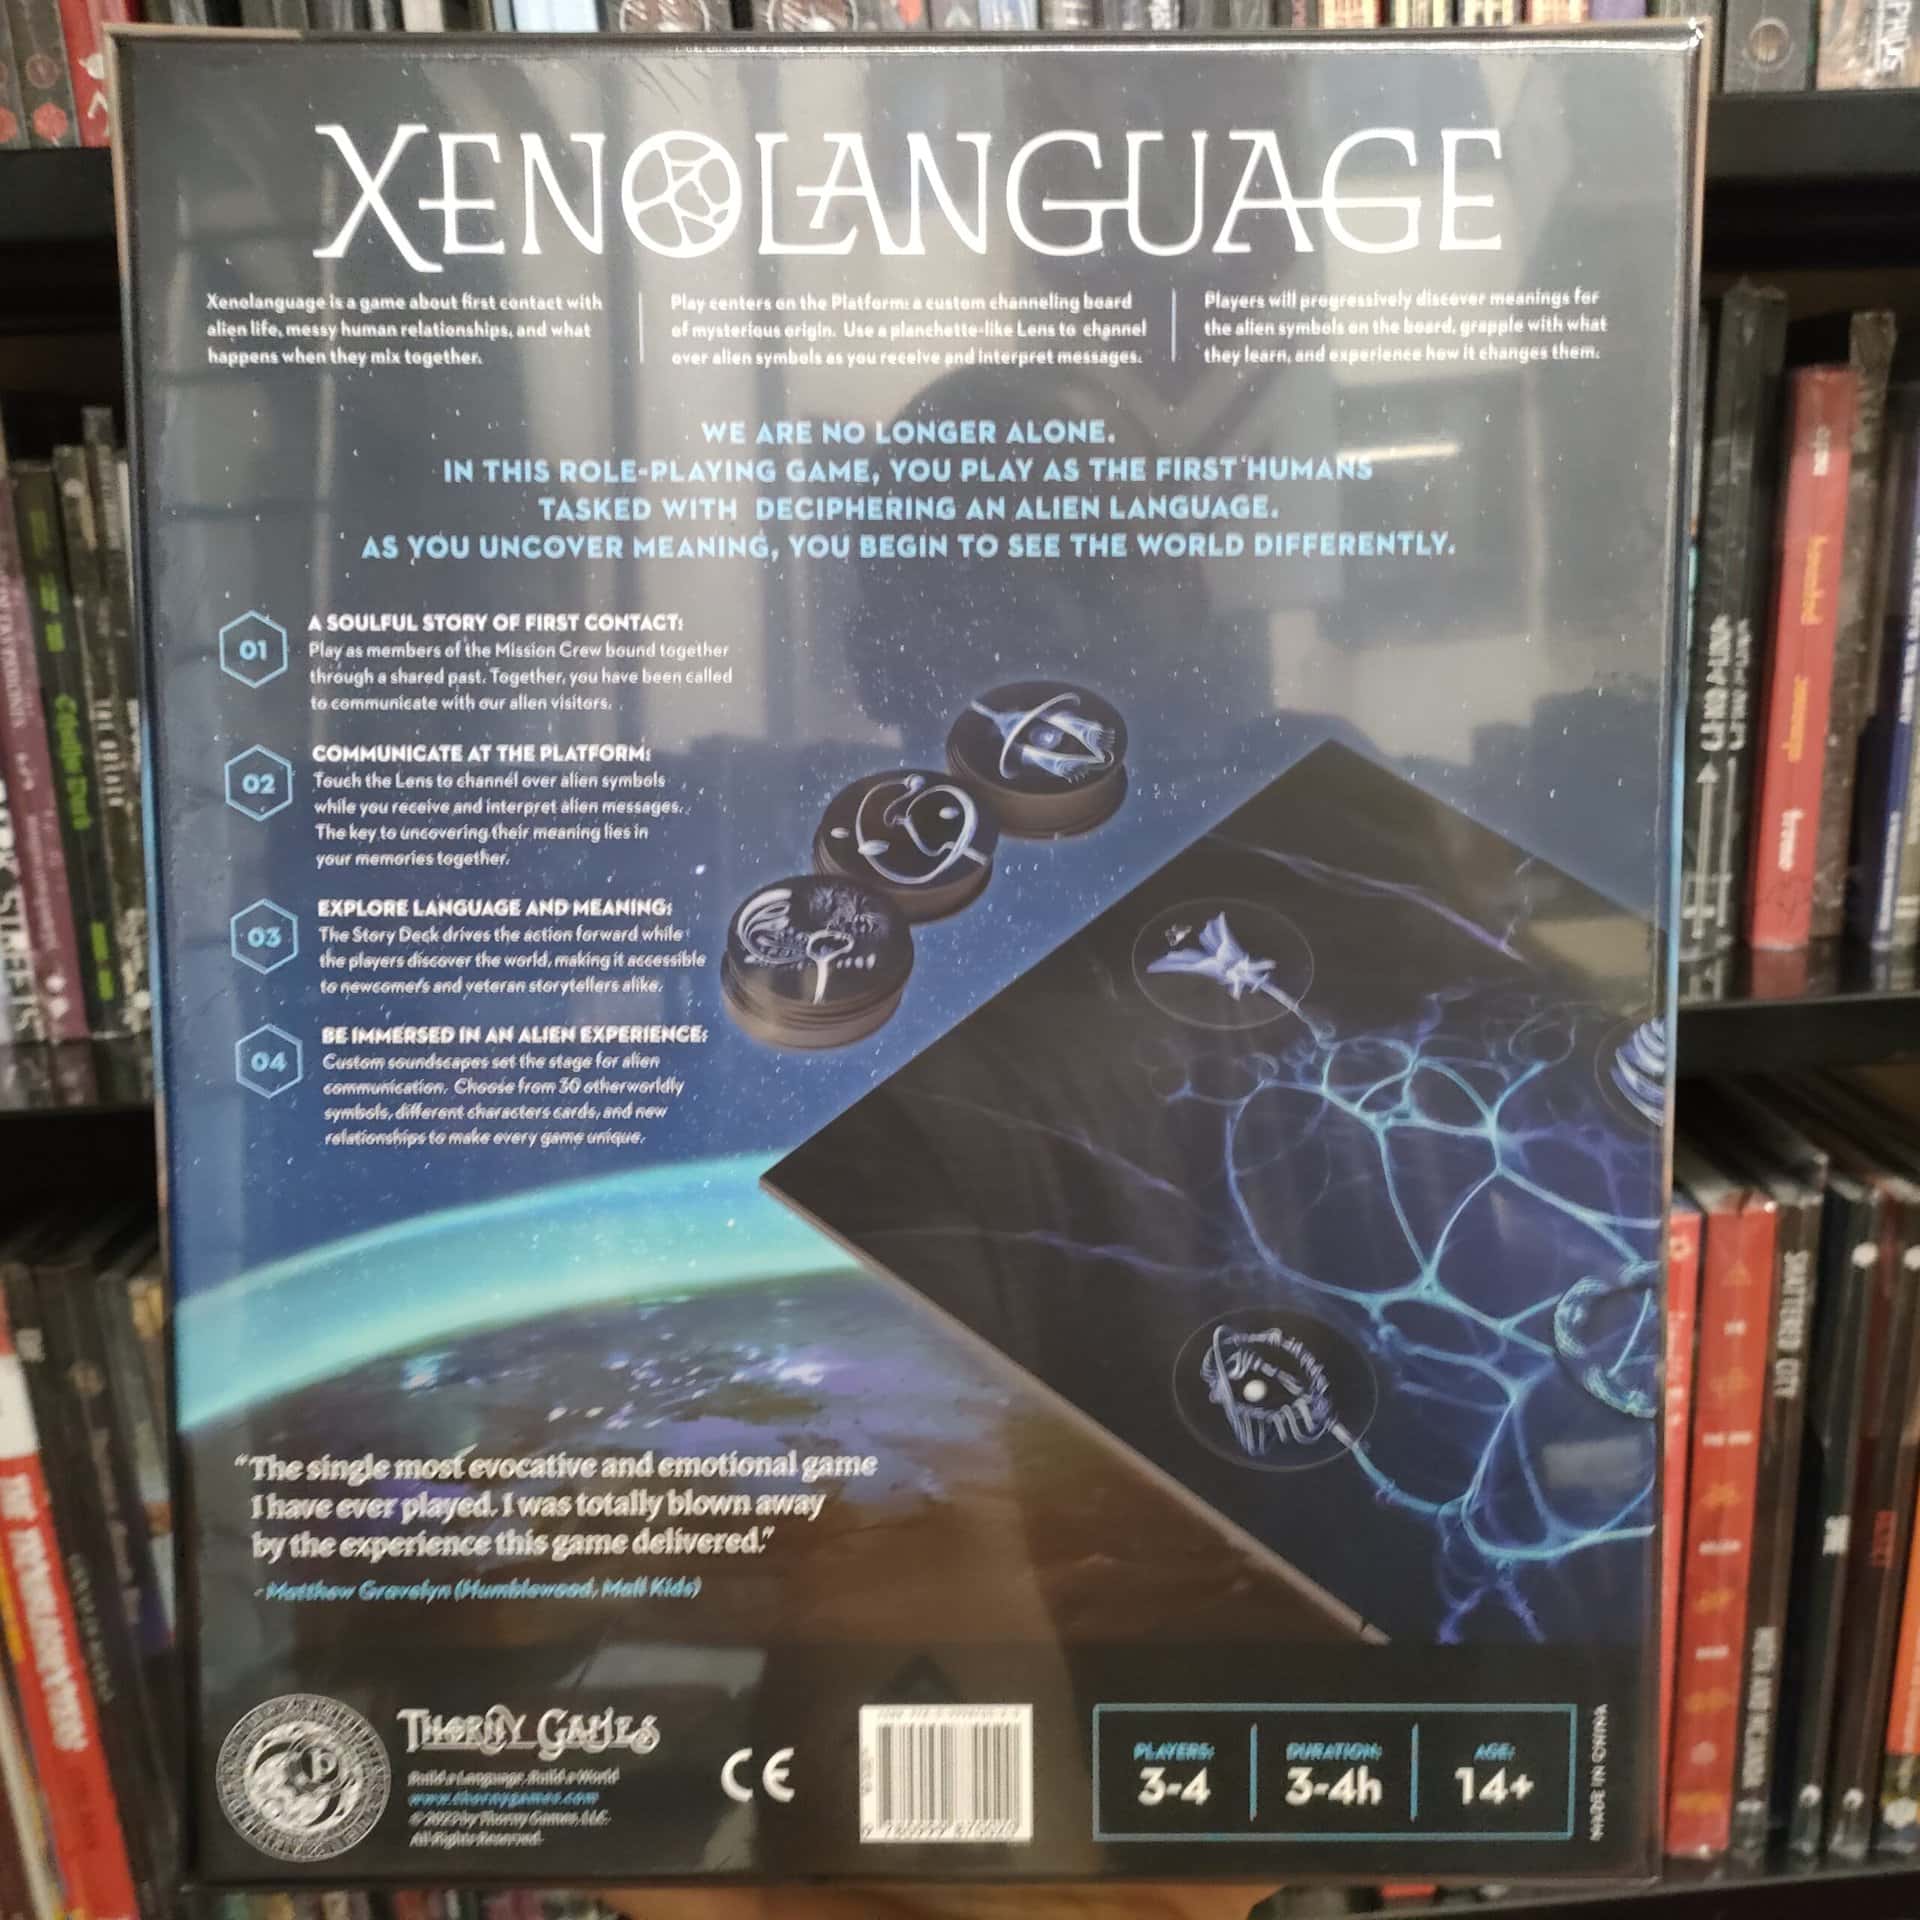 XENOLANGUAGE
Xenolanguage is a game about first contact with
alien life, messy human relationships, and what
happens when they mix together.
Play centers on the Platform: a custom channeling board
of mysterious origin. Use a planchette-like Lens to channel
over alien symbols as you receive and interpret messages.
Players will progressively discover meanings for
the alien symbols on the board, grapple with what
they learn, and experience how it changes them.
WE ARE NO LONGER ALONE.
IN THIS ROLE-PLAYING GAME, YOU PLAY AS THE FIRST HUMANS
TASKED WITH DECIPHERING AN ALIEN LANGUAGE.
AS YOU UNCOVER MEANING, YOU BEGIN TO SEE THE WORLD DIFFERENTLY.
01
A SOULFUL STORY OF FIRST CONTACT:
Play as members of the Mission Crew bound together
through a shared past. Together, you have been called
to communicate with our alien visitors.
02
COMMUNICATE AT THE PLATFORM:
Touch the Lens to channel over alien symbols
while you receive and interpret alien messages.
The key to uncovering their meaning lies in
your memories together.
03
EXPLORE LANGUAGE AND MEANING:
The Story Deck drives the action forward while
the players discover the world, making it accessible
to newcomers and veteran storytellers alike.
04
BE IMMERSED IN AN ALIEN EXPERIENCE:
Custom soundscapes set the stage for alien
communication. Choose from 30 otherworldly
symbols, different characters cards, and new
relationships to make every game unique.
"The single most evocative and emotional game
I have ever played. I was totally blown away
by the experience this game delivered."
- Matthew Gravelyn (Humblewood, Mall Kids)
THORNY GAMES
Build a Language, Build a World
www.thornygames.com
© 2022 by Thorny Games, LLC.
All Rights Reserved.
CE
PLAYERS:
3-4
DURATION:
3-4h
AGE:
14+
MADE IN CHINA
SHATTERED CITY